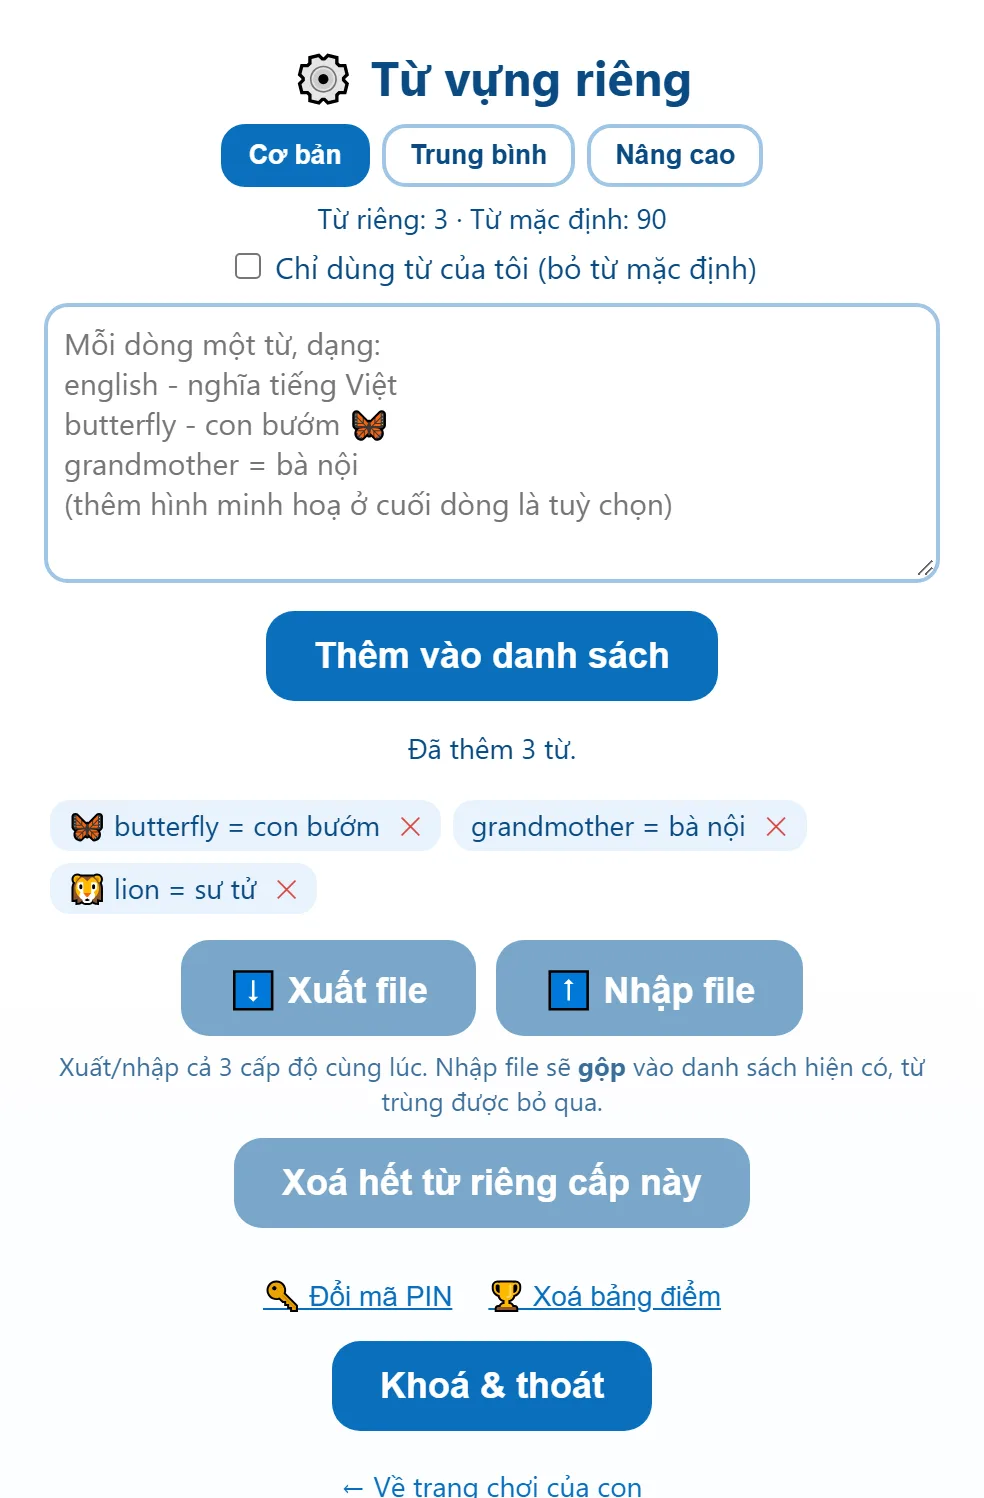 Từ vựng riêng
Cơ bản Trung bình Nâng cao
Từ riêng: 3 · Từ mặc định: 90
Chỉ dùng từ của tôi (bỏ từ mặc định)
Mỗi dòng một từ, dạng:
english - nghĩa tiếng Việt
butterfly - con bướm 🦋
grandmother = bà nội
(thêm hình minh hoạ ở cuối dòng là tuỳ chọn)
Thêm vào danh sách
Đã thêm 3 từ.
🦋 butterfly = con bướm × grandmother = bà nội ×
🦁 lion = sư tử ×
⬇️ Xuất file ⬆️ Nhập file
Xuất/nhập cả 3 cấp độ cùng lúc. Nhập file sẽ gộp vào danh sách hiện có, từ
trùng được bỏ qua.
Xoá hết từ riêng cấp này
🔑 Đổi mã PIN 🏆 Xoá bảng điểm
Khoá & thoát
← Về trang chơi của con